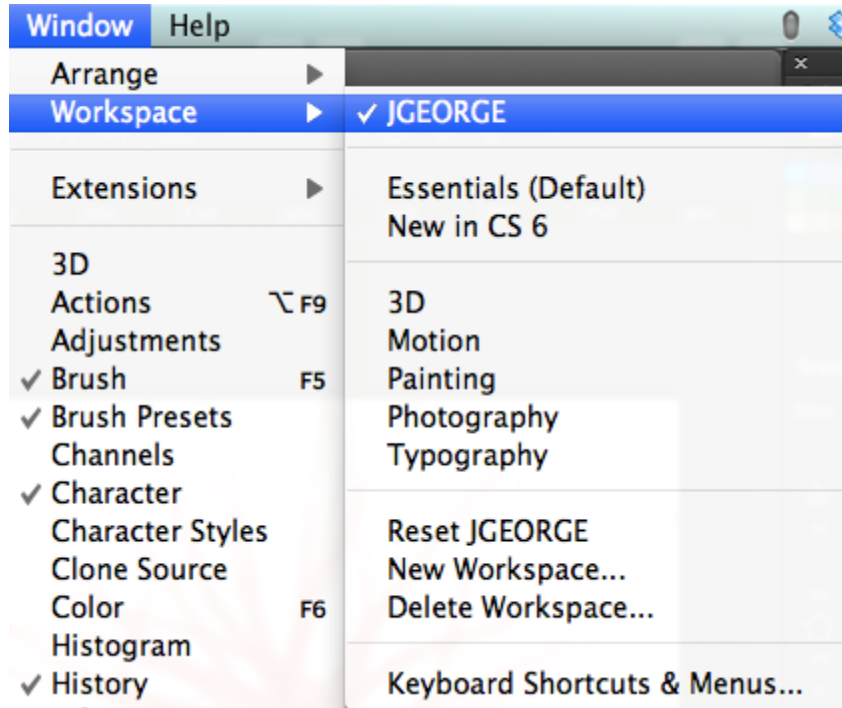 Window Help
Arrange
Workspace
Extensions
3D
Actions ⌥ F9
Adjustments
✓ Brush F5
✓ Brush Presets
Channels
✓ Character
Character Styles
Clone Source
Color F6
Histogram
✓ History
✓ JGEORGE
Essentials (Default)
New in CS 6
3D
Motion
Painting
Photography
Typography
Reset JGEORGE
New Workspace...
Delete Workspace...
Keyboard Shortcuts & Menus...